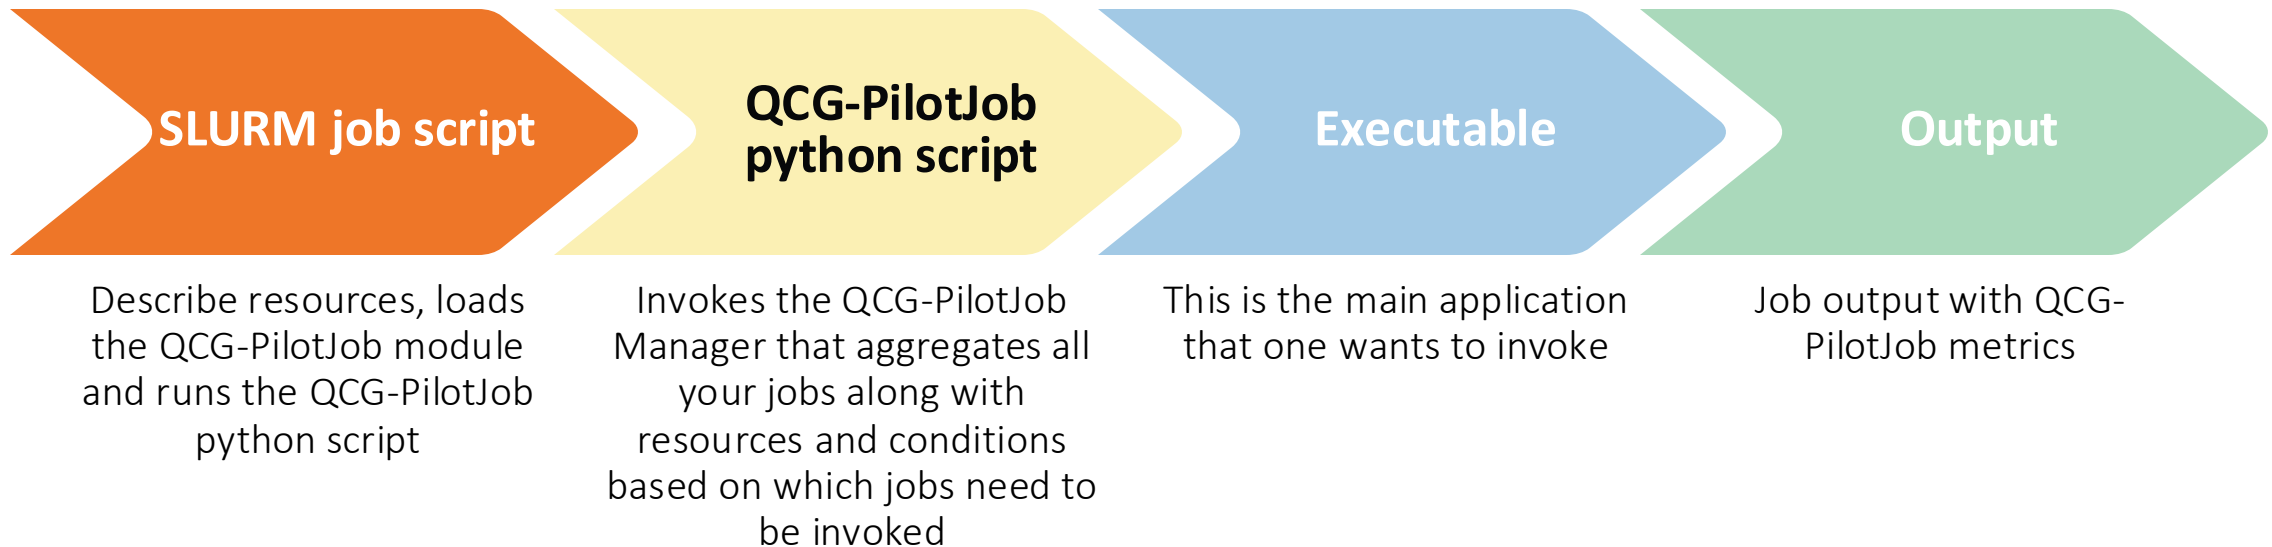 SLURM job script
Describe resources, loads
the QCG-PilotJob module
and runs the QCG-PilotJob
python script
QCG-PilotJob
python script
Invokes the QCG-PilotJob
Manager that aggregates all
your jobs along with
resources and conditions
based on which jobs need to
be invoked
Executable
This is the main application
that one wants to invoke
Output
Job output with QCG-
PilotJob metrics